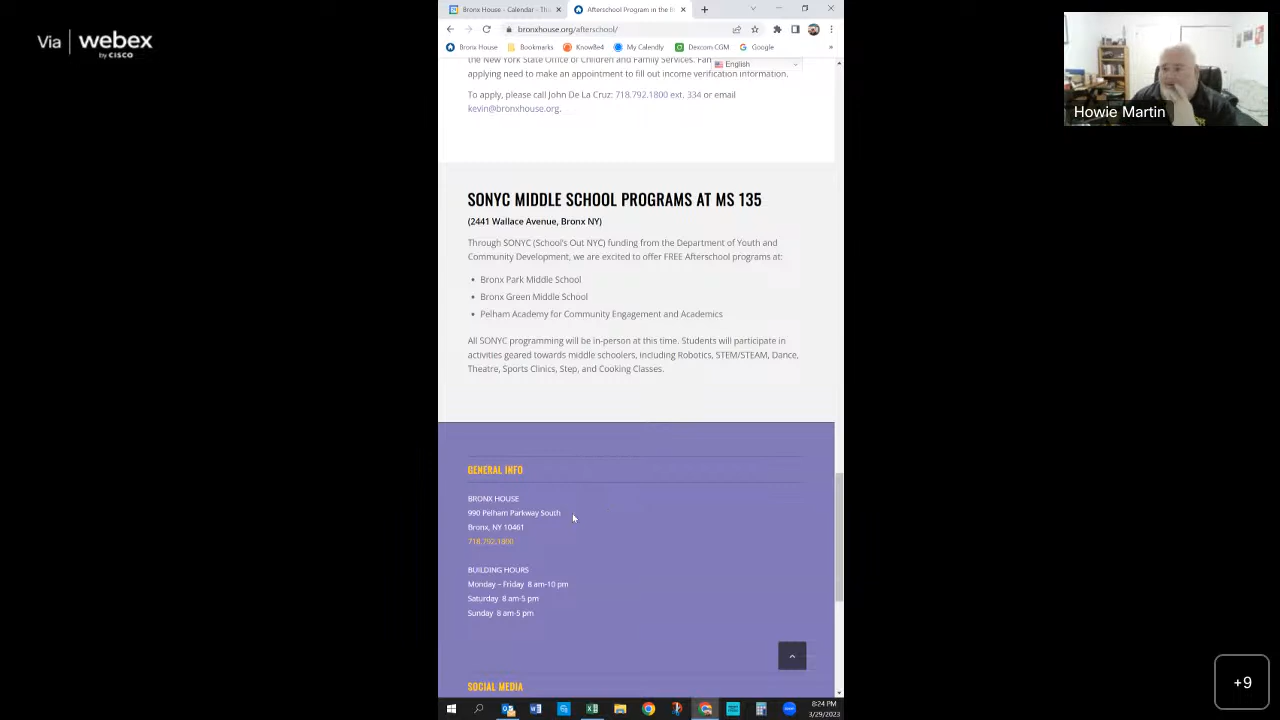 Via webex
by CISCO
Bronx House - Calendar - Thu
Afterschool Program in the B
bronxhouse.org/afterschool/
Bronx House
Bookmarks
KnowBe4
My Calendly
Dexcom CGM
Google
»
the New York State Office of Children and Family Services. Fan
English
applying need to make an appointment to fill out income verification information.
To apply, please call John De La Cruz: 718.792.1800 ext. 334 or email
kevin@bronxhouse.org.
SONYC MIDDLE SCHOOL PROGRAMS AT MS 135
(2441 Wallace Avenue, Bronx NY)
Through SONYC (School's Out NYC) funding from the Department of Youth and
Community Development, we are excited to offer FREE Afterschool programs at:
• Bronx Park Middle School
• Bronx Green Middle School
• Pelham Academy for Community Engagement and Academics
All SONYC programming will be in-person at this time. Students will participate in
activities geared towards middle schoolers, including Robotics, STEM/STEAM, Dance,
Theatre, Sports Clinics, Step, and Cooking Classes.
GENERAL INFO
BRONX HOUSE
990 Pelham Parkway South
Bronx, NY 10461
718.792.1800
BUILDING HOURS
Monday – Friday 8 am-10 pm
Saturday 8 am-5 pm
Sunday 8 am-5 pm
SOCIAL MEDIA
8:24 PM
3/29/2023
Howie Martin
+9